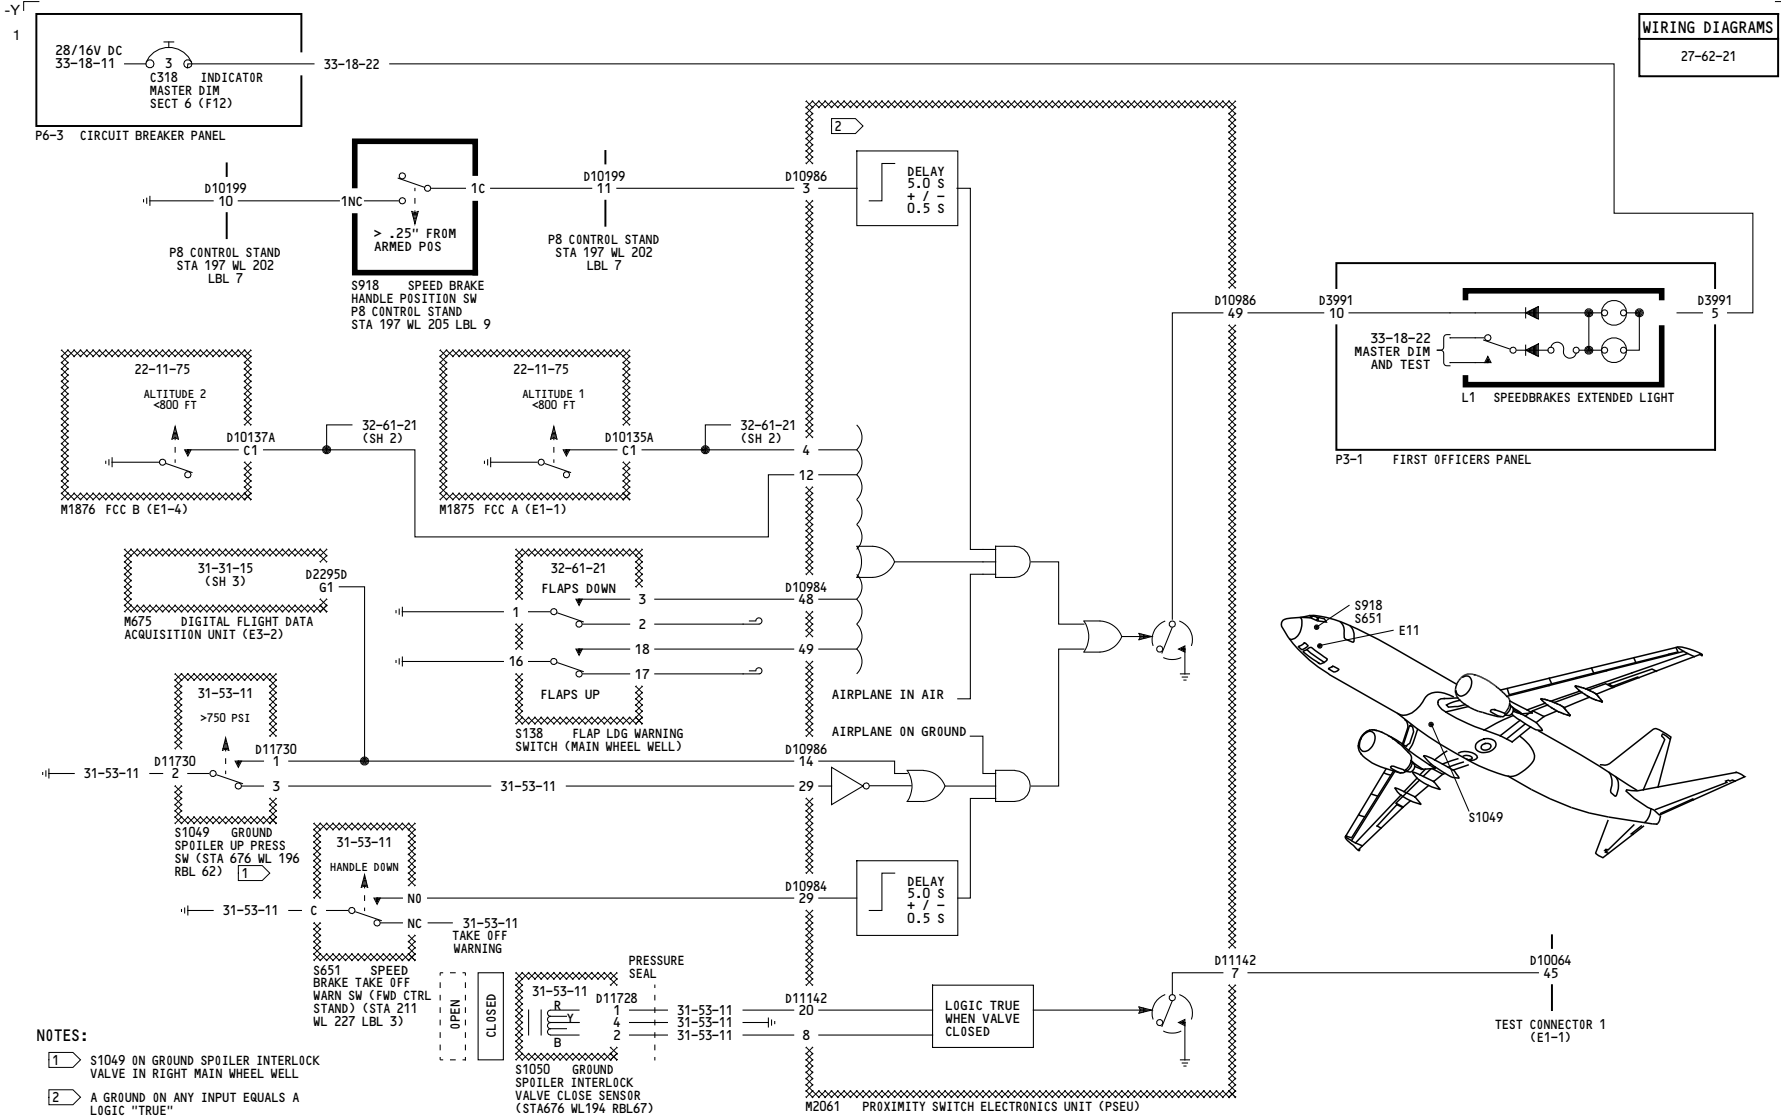 -Y
1
28/16V DC
33-18-11
3
C318 INDICATOR
MASTER DIM
SECT 6 (F12)
P6-3 CIRCUIT BREAKER PANEL
33-18-22
WIRING DIAGRAMS
27-62-21
2
D10199
10
P8 CONTROL STAND
STA 197 WL 202
LBL 7
1NC
1C
> .25" FROM
ARMED POS
S918 SPEED BRAKE
HANDLE POSITION SW
P8 CONTROL STAND
STA 197 WL 205 LBL 9
D10199
11
P8 CONTROL STAND
STA 197 WL 202
LBL 7
D10986
3
DELAY
5.0 S
+ / -
0.5 S
D10986
49
D3991
10
33-18-22
MASTER DIM
AND TEST
D3991
5
L1 SPEEDBRAKES EXTENDED LIGHT
P3-1 FIRST OFFICERS PANEL
22-11-75
ALTITUDE 2
<800 FT
D10137A
C1
M1876 FCC B (E1-4)
32-61-21
(SH 2)
22-11-75
ALTITUDE 1
<800 FT
D10135A
C1
M1875 FCC A (E1-1)
32-61-21
(SH 2)
4
12
31-31-15
(SH 3)
D2295D
G1
M675 DIGITAL FLIGHT DATA
ACQUISITION UNIT (E3-2)
32-61-21
FLAPS DOWN
1
3
2
16
18
17
FLAPS UP
S138 FLAP LDG WARNING
SWITCH (MAIN WHEEL WELL)
D10984
48
49
AIRPLANE IN AIR
AIRPLANE ON GROUND
31-53-11
>750 PSI
31-53-11
D11730
2
D11730
1
3
S1049 GROUND
SPOILER UP PRESS
SW (STA 676 WL 196
RBL 62)
1
31-53-11
D10986
14
29
31-53-11
HANDLE DOWN
31-53-11
C
NO
NC
31-53-11
TAKE OFF
WARNING
S651 SPEED
BRAKE TAKE OFF
WARN SW (FWD CTRL
STAND) (STA 211
WL 227 LBL 3)
D10984
29
DELAY
5.0 S
+ / -
0.5 S
OPEN
CLOSED
31-53-11
R
Y
B
D11728
1
4
2
PRESSURE
SEAL
31-53-11
31-53-11
31-53-11
S1050 GROUND
SPOILER INTERLOCK
VALVE CLOSE SENSOR
(STA676 WL194 RBL67)
D11142
20
8
LOGIC TRUE
WHEN VALVE
CLOSED
D11142
7
D10064
45
TEST CONNECTOR 1
(E1-1)
M2061 PROXIMITY SWITCH ELECTRONICS UNIT (PSEU)
S918
S651
E11
S1049
NOTES:
1 S1049 ON GROUND SPOILER INTERLOCK
VALVE IN RIGHT MAIN WHEEL WELL
2 A GROUND ON ANY INPUT EQUALS A
LOGIC "TRUE"